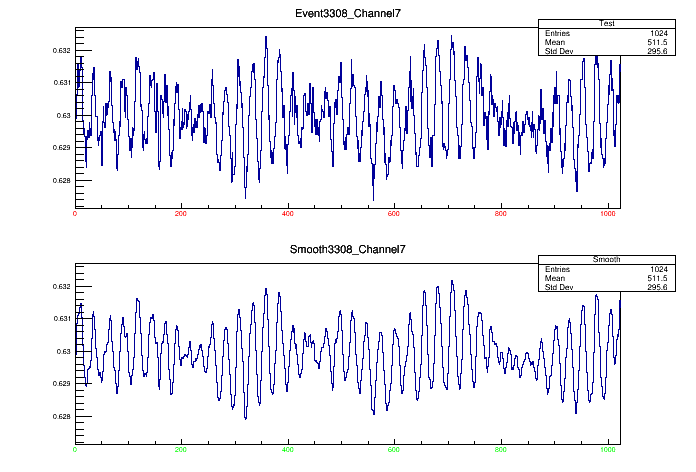 Event3308_Channel7
Test
Entries 1024
Mean 511.5
Std Dev 295.6
0.632
0.631
0.63
0.629
0.628
0 200 400 600 800 1000
Smooth3308_Channel7
Smooth
Entries 1024
Mean 511.5
Std Dev 295.6
0.632
0.631
0.63
0.629
0.628
0 200 400 600 800 1000